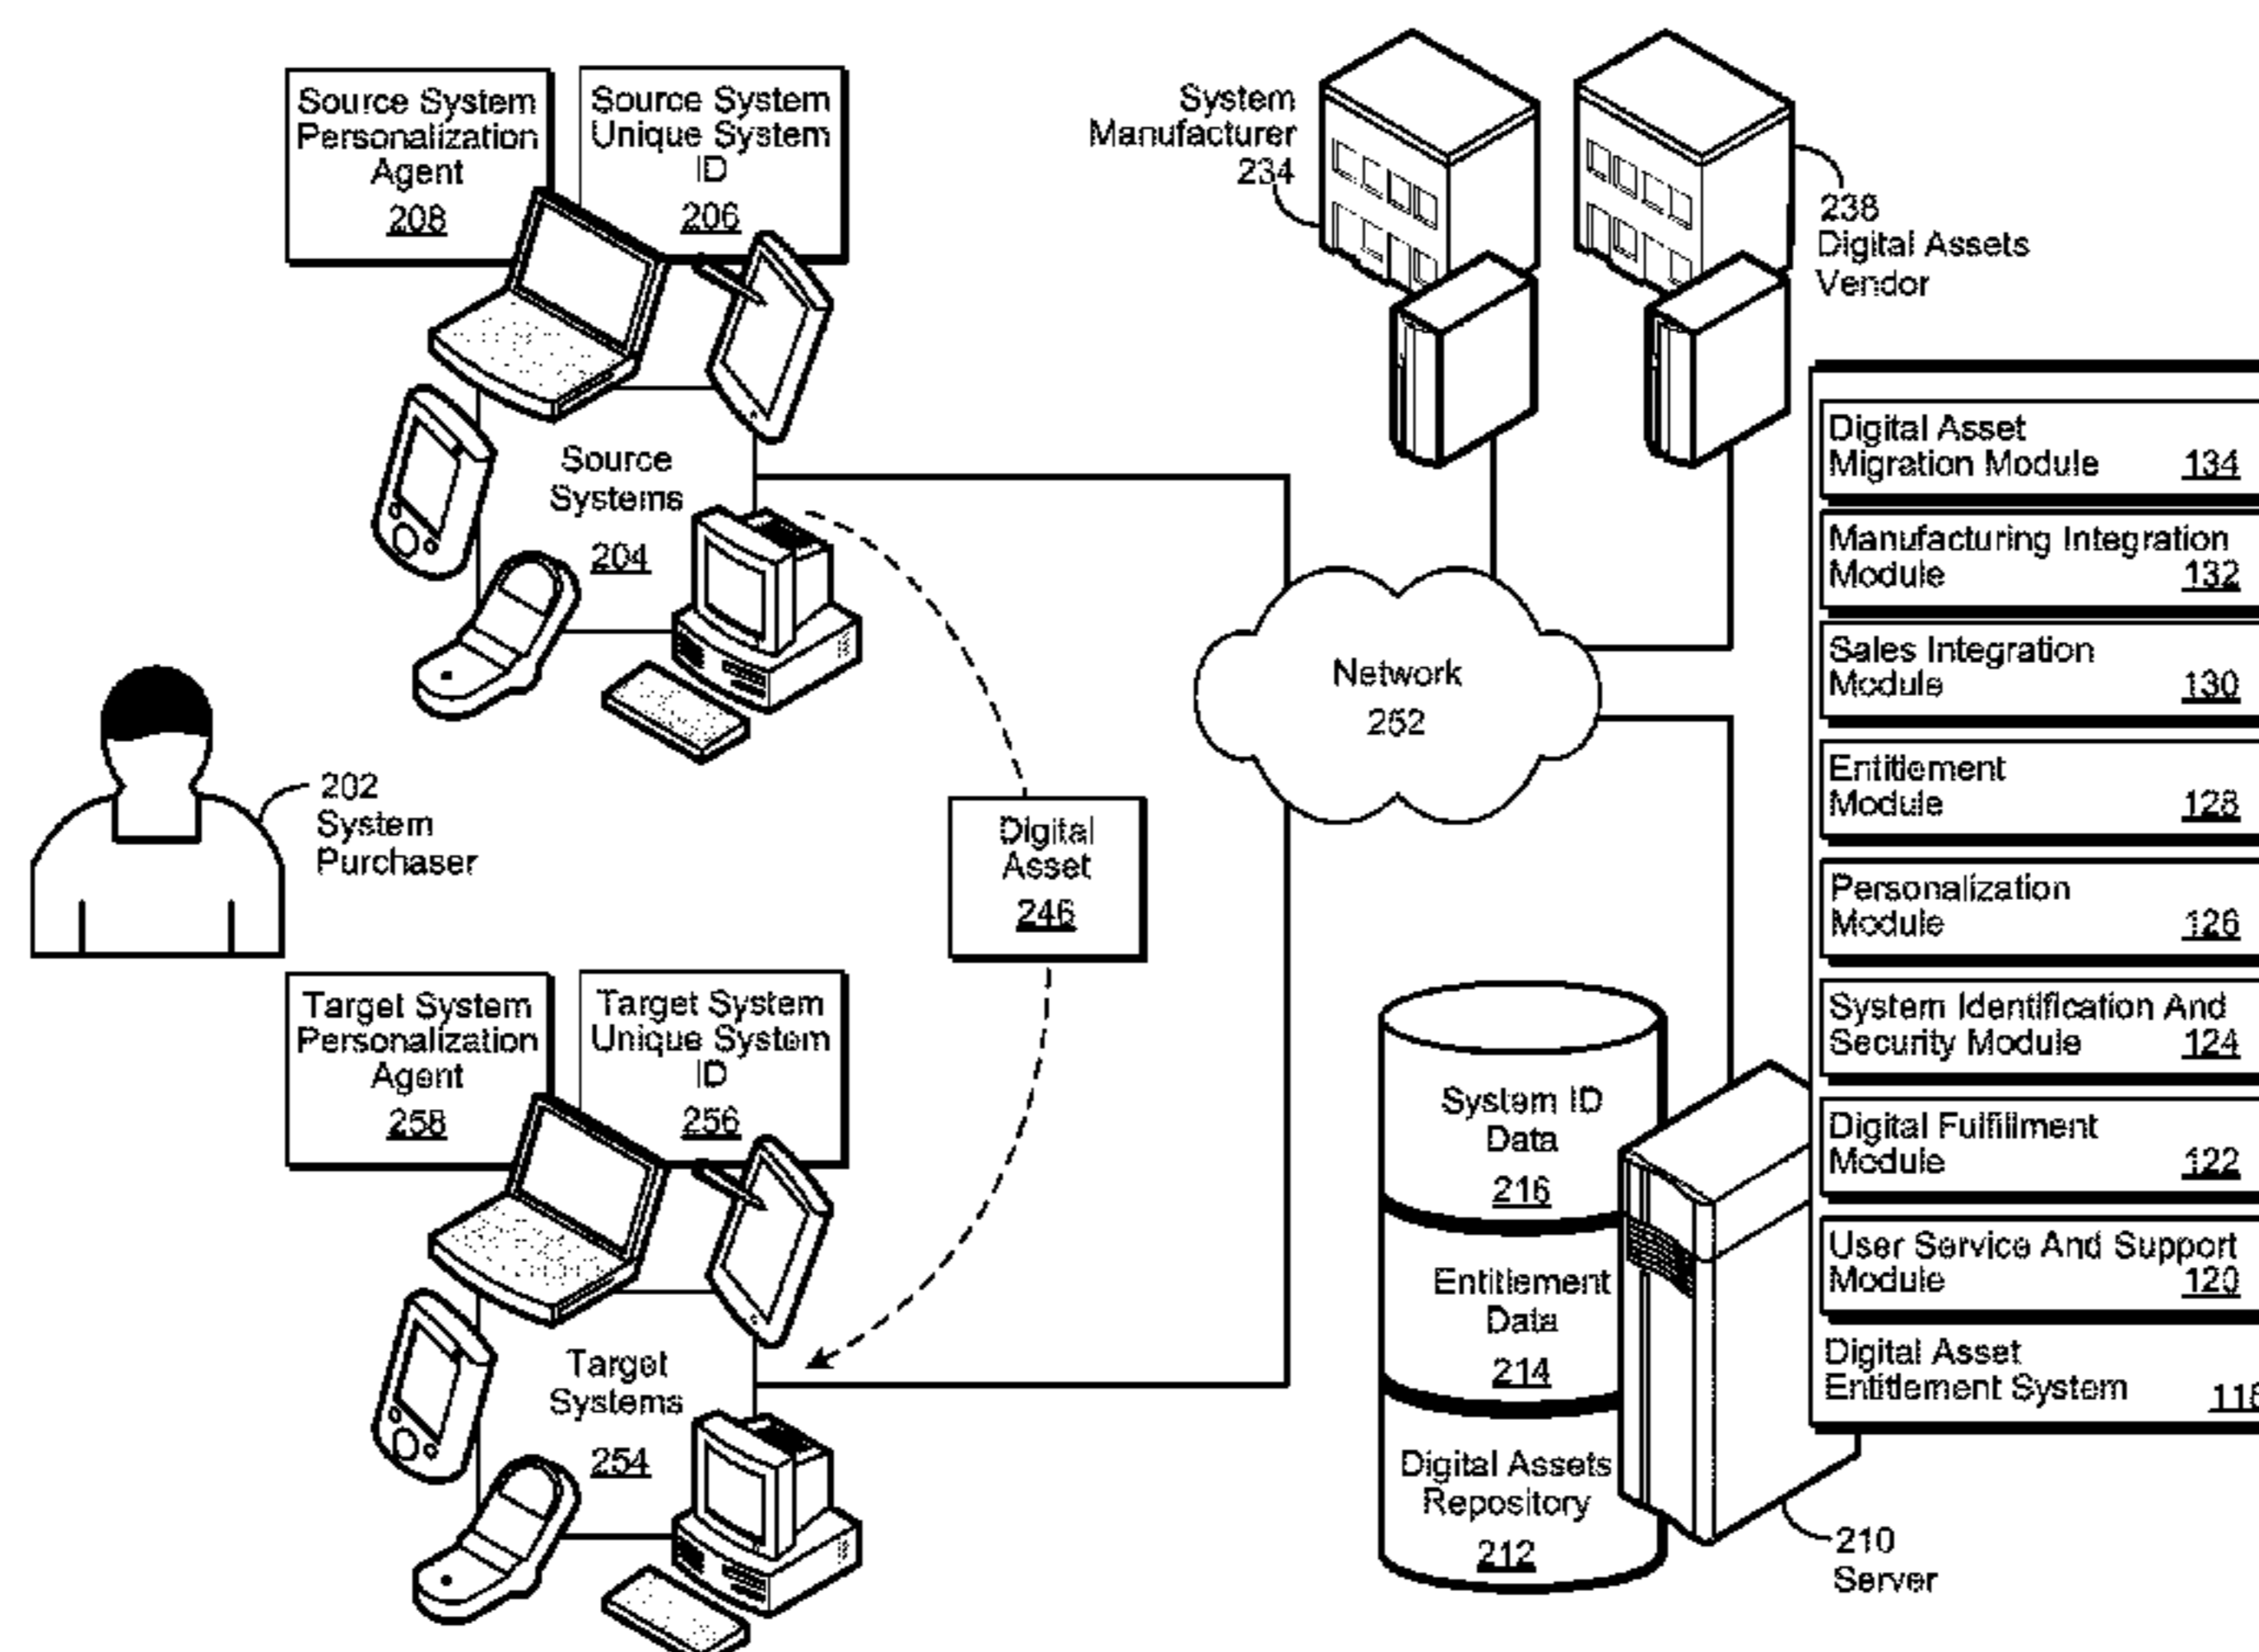 Source System
Personalization
Agent
208
Source System
Unique System
ID
206
System
Manufacturer
234
238
Digital Assets
Vendor
Source
Systems
204
Digital Asset
Migration Module 134
Manufacturing Integration
Module 132
Sales Integration
Module 130
Entitlement
Module 128
Personalization
Module 126
System Identification And
Security Module 124
Digital Fulfillment
Module 122
User Service And Support
Module 120
Digital Asset
Entitlement System
Network
252
202
System
Purchaser
Digital
Asset
246
Target System
Personalization
Agent
258
Target System
Unique System
ID
256
Target
Systems
254
System ID
Data
216
Entitlement
Data
214
Digital Assets
Repository
212
210
Server